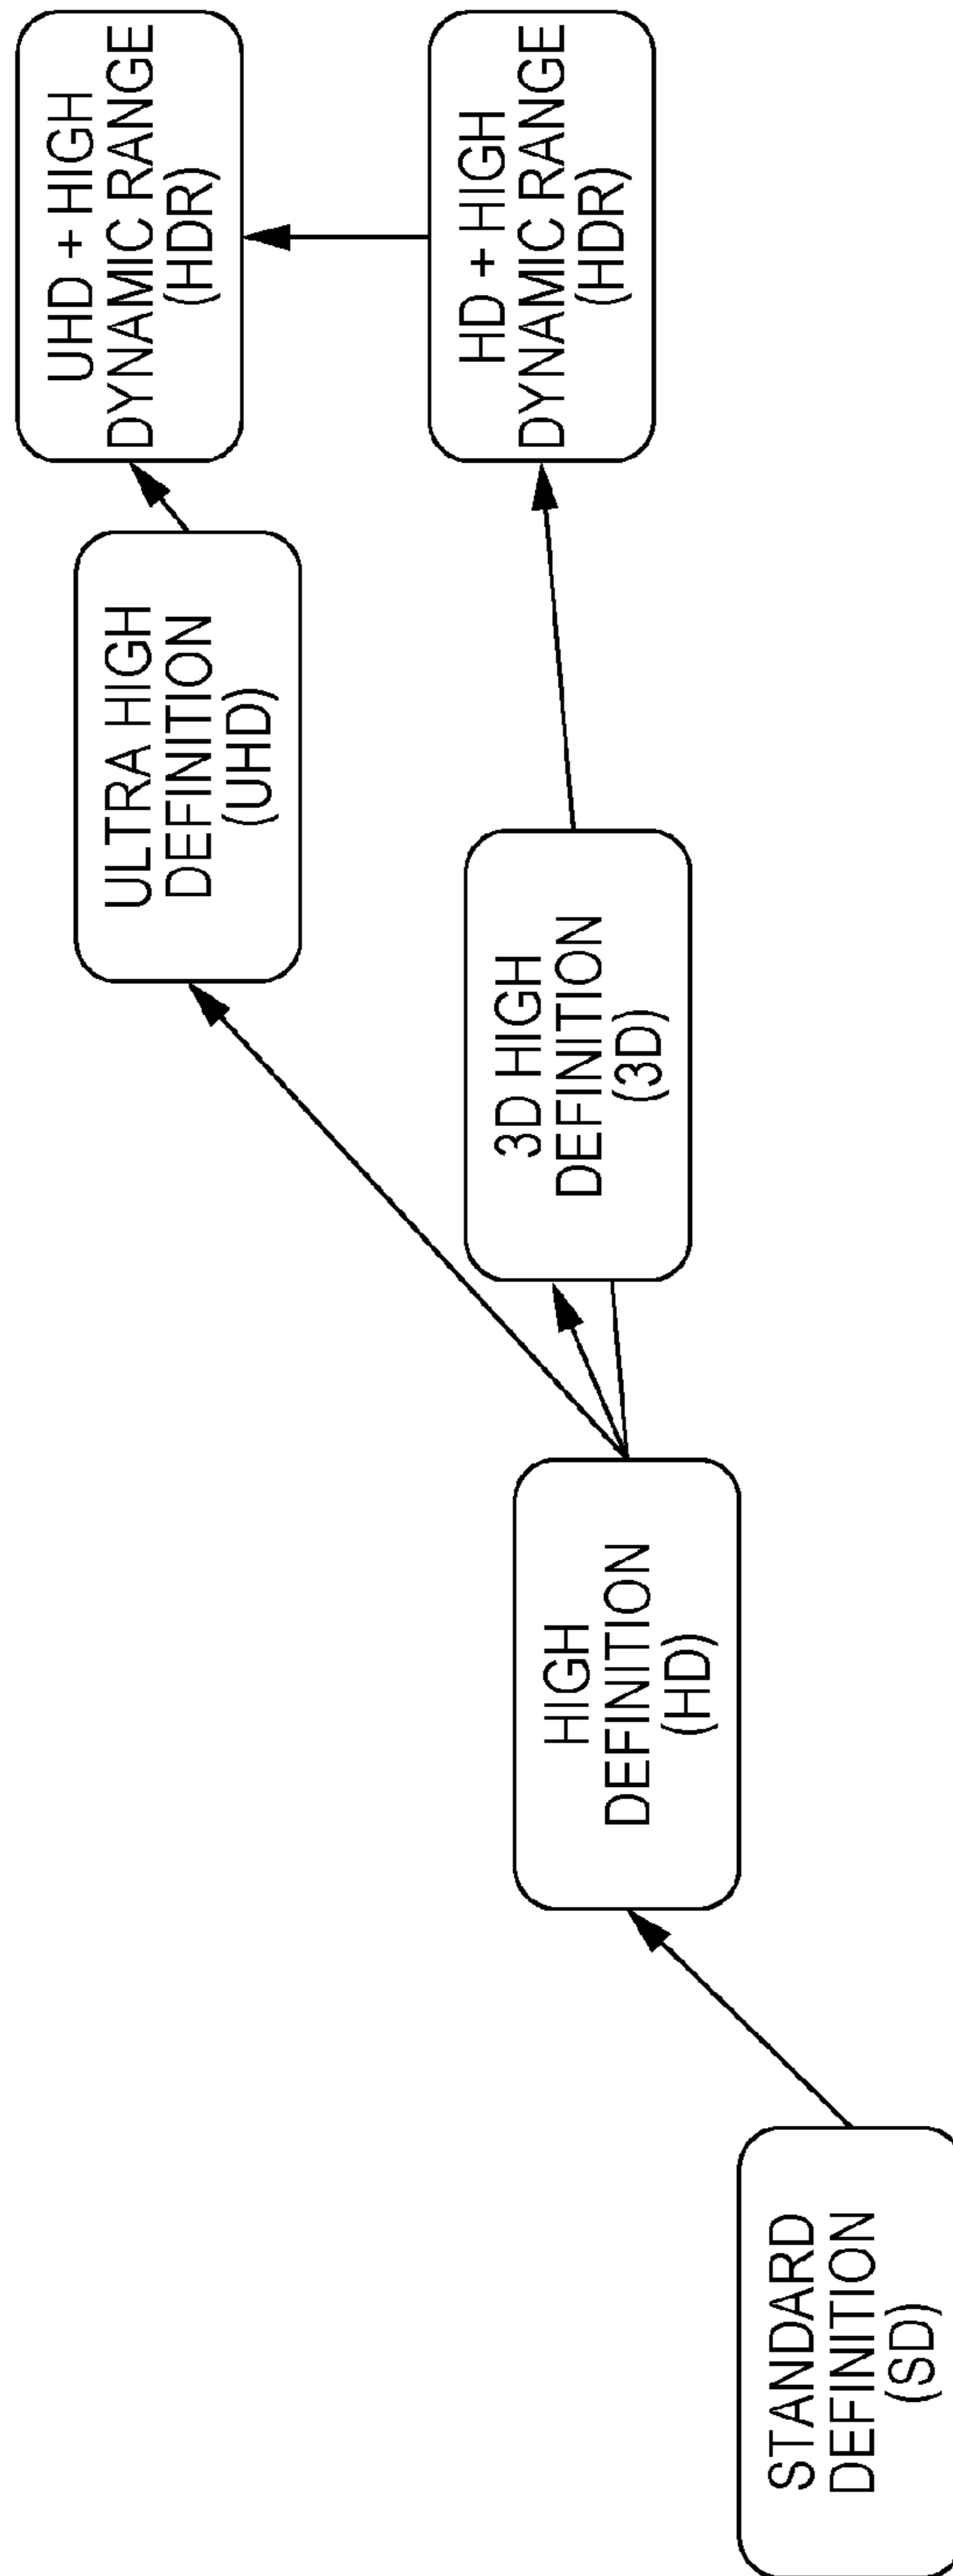 STANDARD
DEFINITION
(SD)
HIGH
DEFINITION
(HD)
3D HIGH
DEFINITION
(3D)
ULTRA HIGH
DEFINITION
(UHD)
UHD + HIGH
DYNAMIC RANGE
(HDR)
HD + HIGH
DYNAMIC RANGE
(HDR)